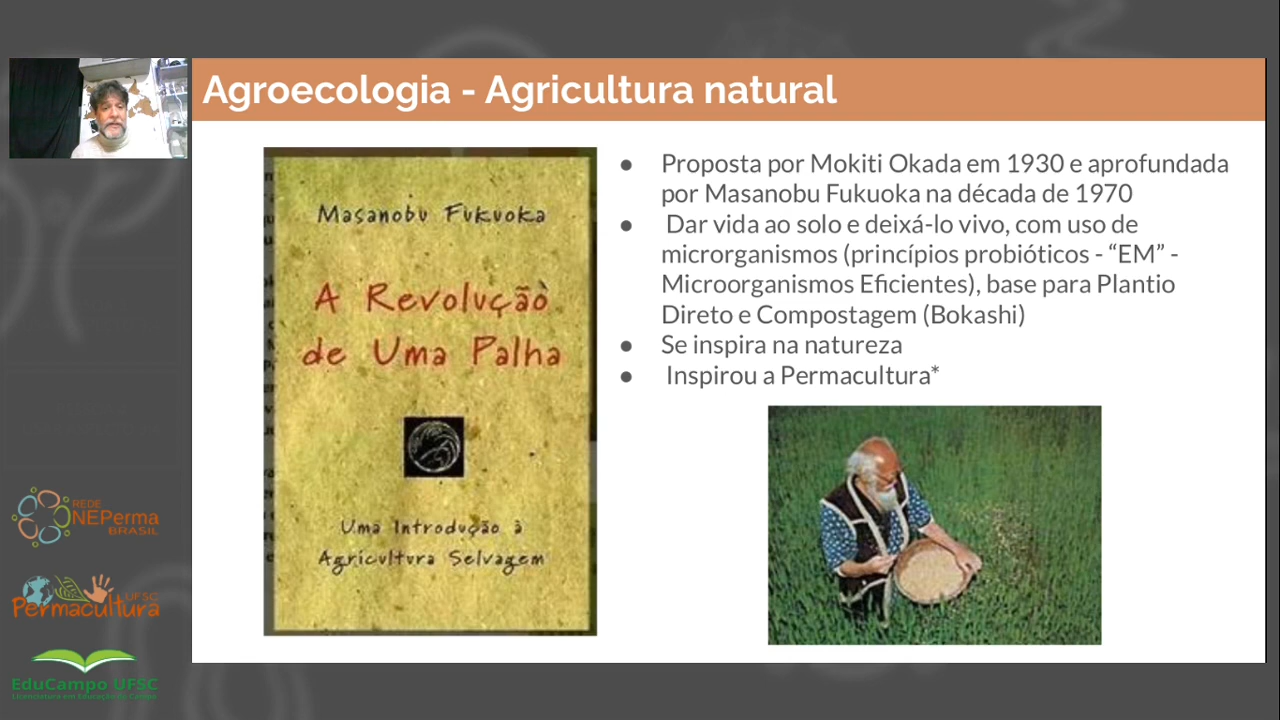 Agroecologia - Agricultura natural
Masanobu Fukuoka
A Revolução
de Uma Palha
Uma Introdução à
Agricultura Selvagem
● Proposta por Mokiti Okada em 1930 e aprofundada
por Masanobu Fukuoka na década de 1970
● Dar vida ao solo e deixá-lo vivo, com uso de
microrganismos (princípios probióticos - “EM” -
Microorganismos Eficientes), base para Plantio
Direto e Compostagem (Bokashi)
● Se inspira na natureza
● Inspirou a Permacultura*
REDE
NEPerma
BRASIL
UFSC
Permacultura
EduCampo UFSC
Licenciatura em Educação do Campo